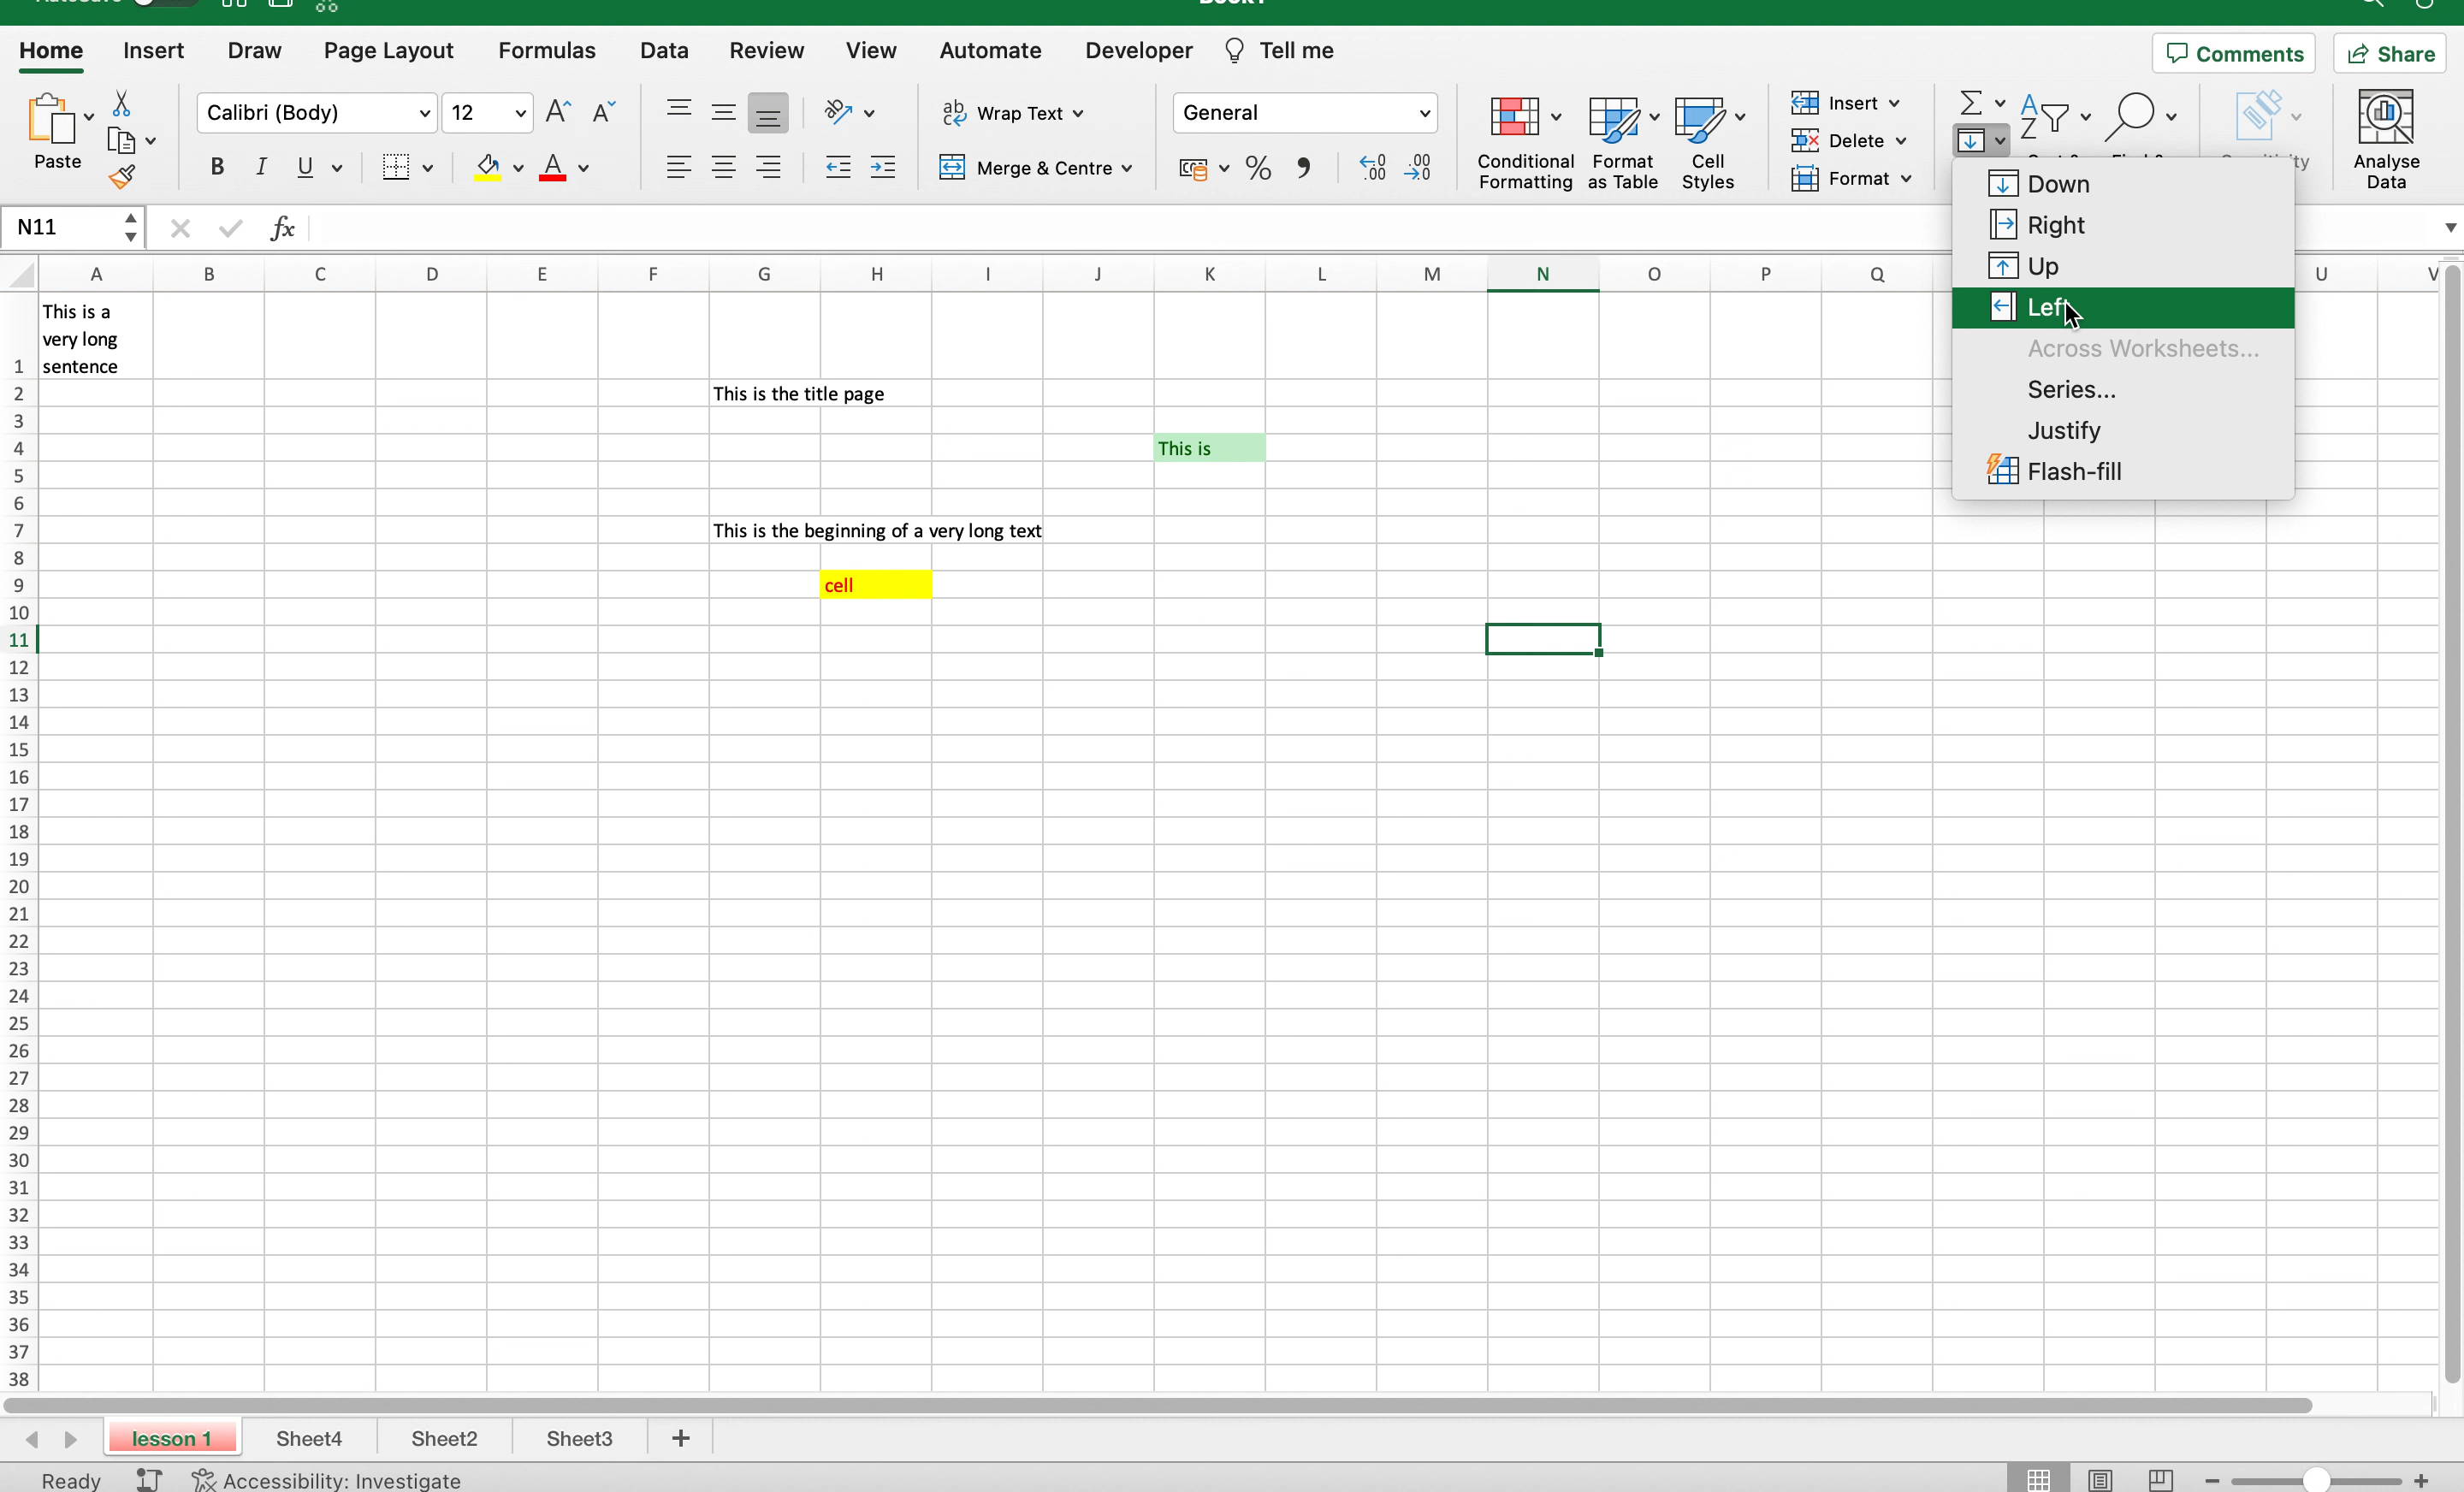 Home Insert Draw Page Layout Formulas Data Review View Automate Developer Tell me Comments Share
Paste
Calibri (Body) 12
B I U A
ab Wrap Text
Merge & Centre
General
% 
Conditional Formatting
Format as Table
Cell Styles
Insert
Delete
Format
Analyse Data
Down
Right
Up
Left
Across Worksheets...
Series...
Justify
Flash-fill
N11 fx
A B C D E F G H I J K L M N O P Q U V
This is a
very long
1 sentence
2 This is the title page
3
4 This is
5
6
7 This is the beginning of a very long text
8
9 cell
10
11
12
13
14
15
16
17
18
19
20
21
22
23
24
25
26
27
28
29
30
31
32
33
34
35
36
37
38
lesson 1 Sheet4 Sheet2 Sheet3 +
Ready Accessibility: Investigate